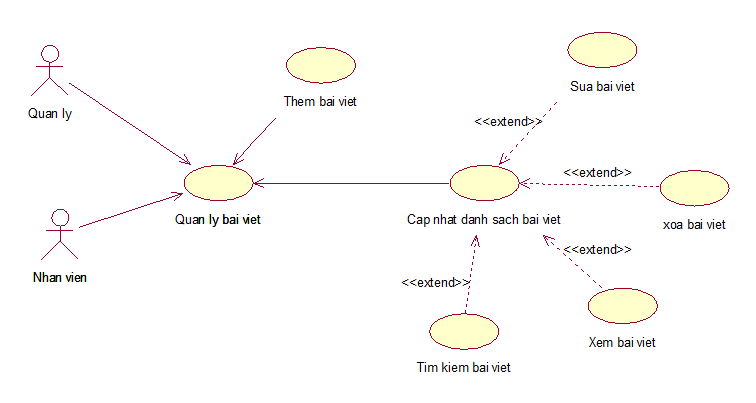 Sua bai viet
Them bai viet
Quan ly
<<extend>>
<<extend>>
Quan ly bai viet
Cap nhat danh sach bai viet
xoa bai viet
<<extend>>
Nhan vien
<<extend>>
Xem bai viet
Tim kiem bai viet